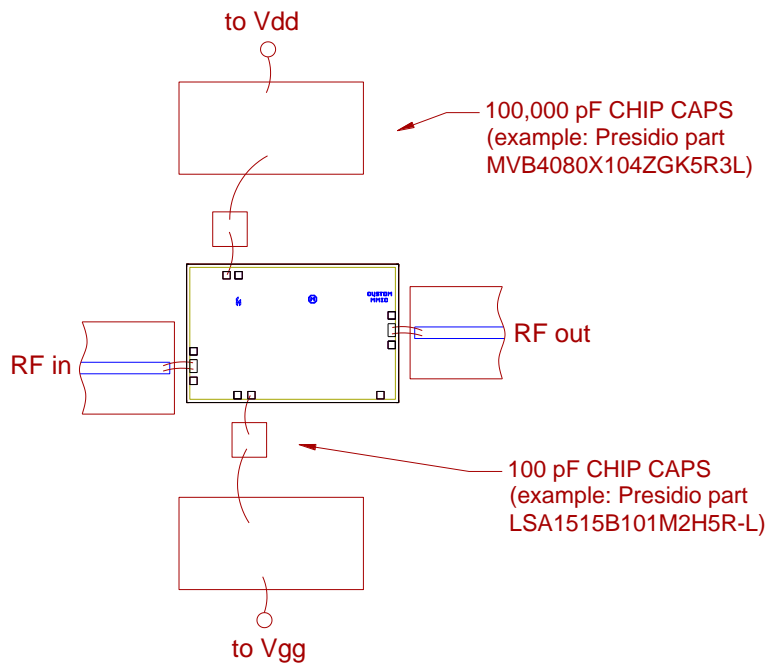 to Vdd
100,000 pF CHIP CAPS
(example: Presidio part
MVB4080X104ZGK5R3L)
CUSTOM
MMIC
RF in
RF out
100 pF CHIP CAPS
(example: Presidio part
LSA1515B101M2H5R-L)
to Vgg